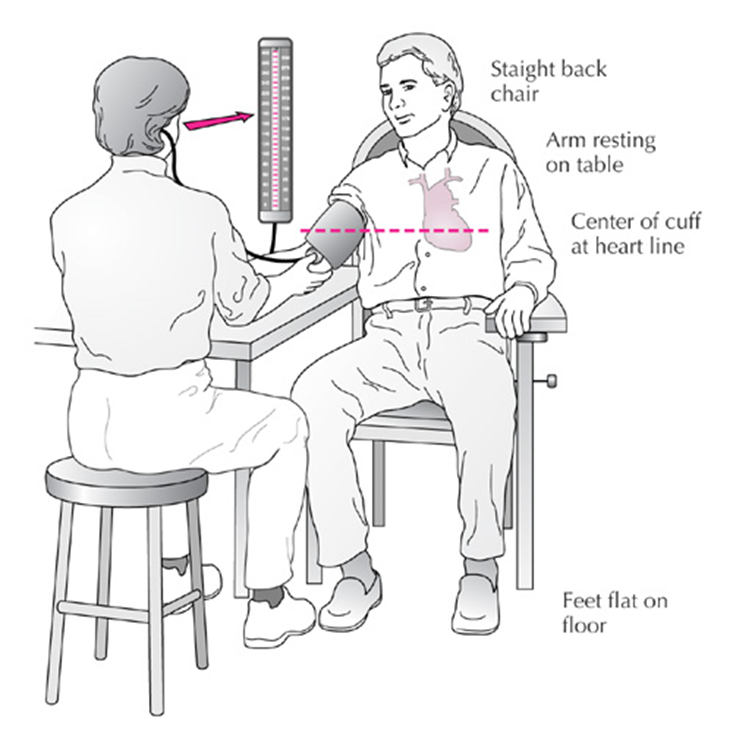 Staight back
chair
Arm resting
on table
Center of cuff
at heart line
Feet flat on
floor